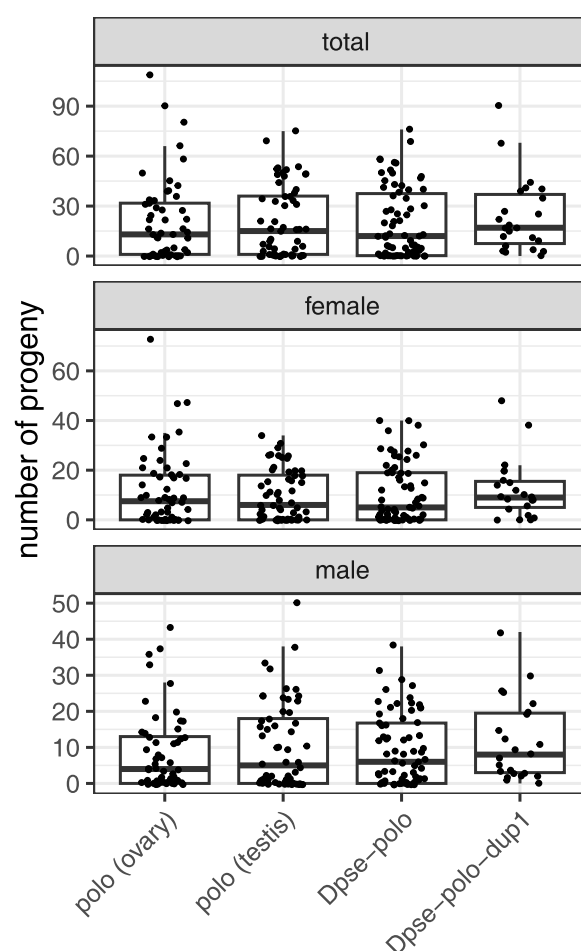 total
90
60
30
0
number of progeny
female
60
40
20
0
male
50
40
30
20
10
0
polo (ovary)
polo (testis)
Dpse−polo
Dpse−polo−dup1